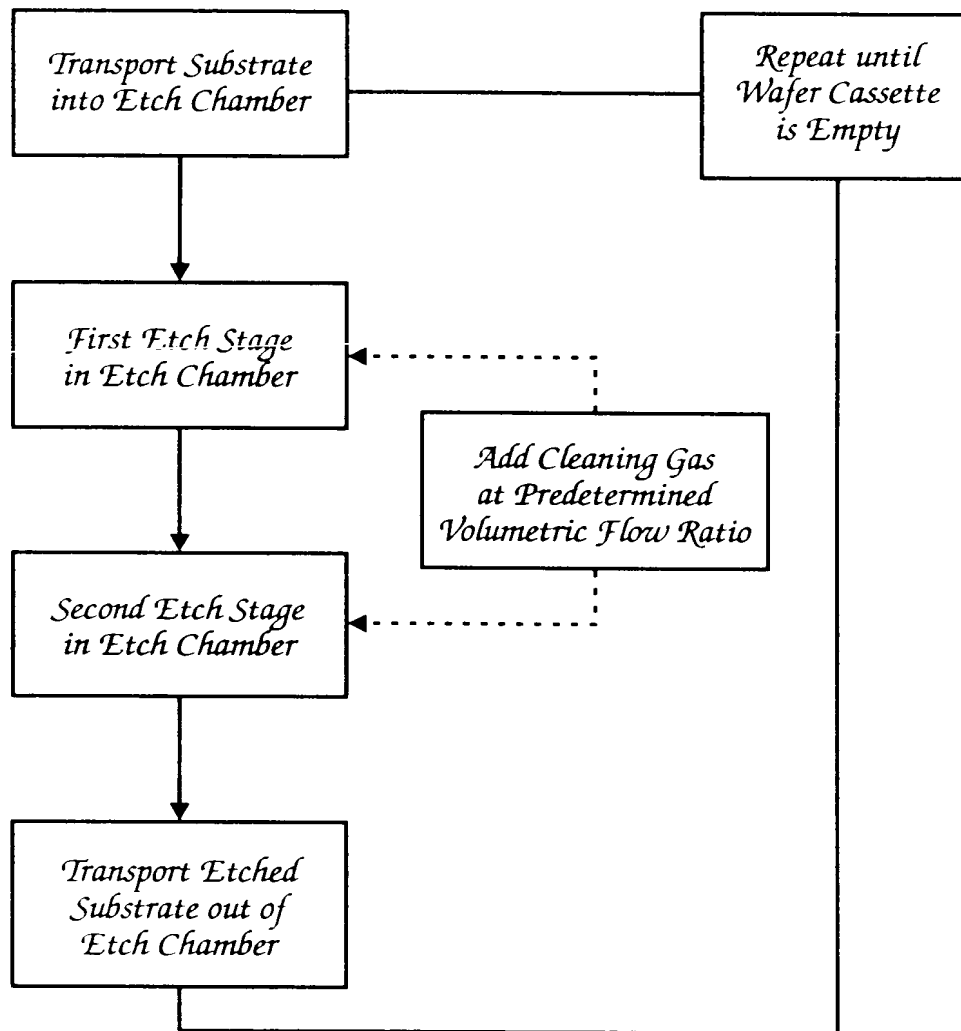 Transport Substrate
into Etch Chamber
Repeat until
Wafer Cassette
is Empty
First Etch Stage
in Etch Chamber
Add Cleaning Gas
at Predetermined
Volumetric Flow Ratio
Second Etch Stage
in Etch Chamber
Transport Etched
Substrate out of
Etch Chamber